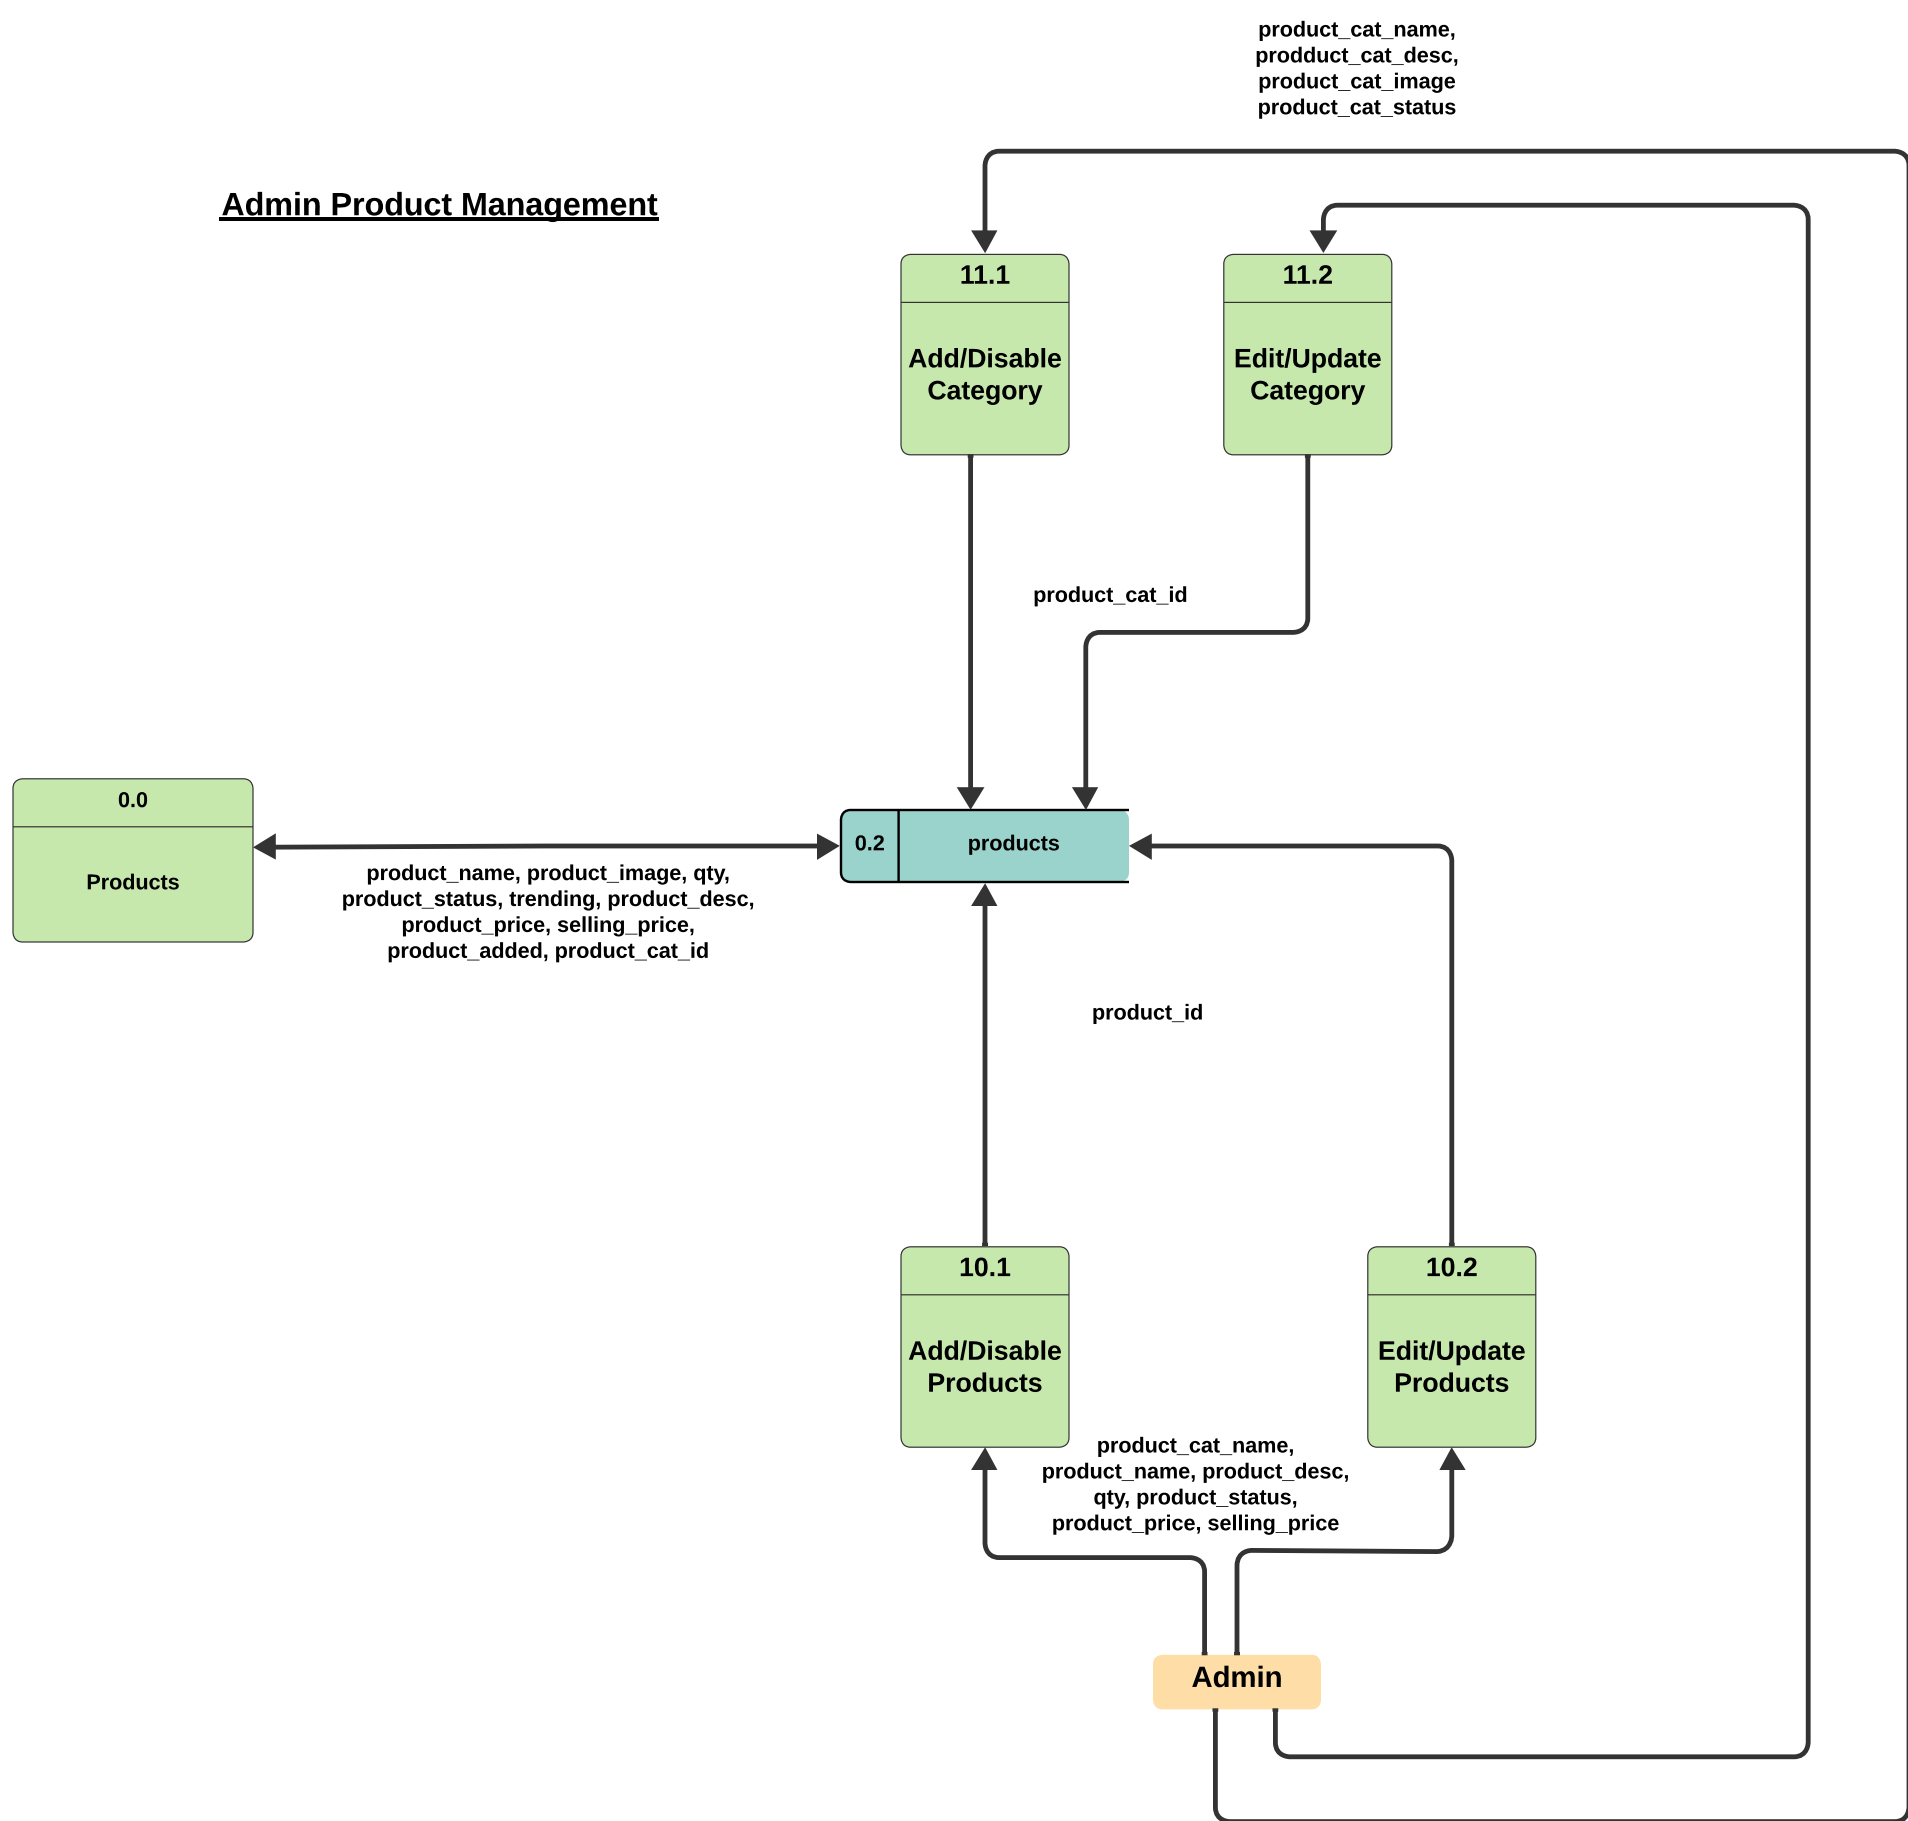 product_cat_name,
prodduct_cat_desc,
product_cat_image
product_cat_status
Admin Product Management
11.1
Add/Disable
Category
11.2
Edit/Update
Category
product_cat_id
0.0
Products
0.2
products
product_name, product_image, qty,
product_status, trending, product_desc,
product_price, selling_price,
product_added, product_cat_id
product_id
10.1
Add/Disable
Products
10.2
Edit/Update
Products
product_cat_name,
product_name, product_desc,
qty, product_status,
product_price, selling_price
Admin